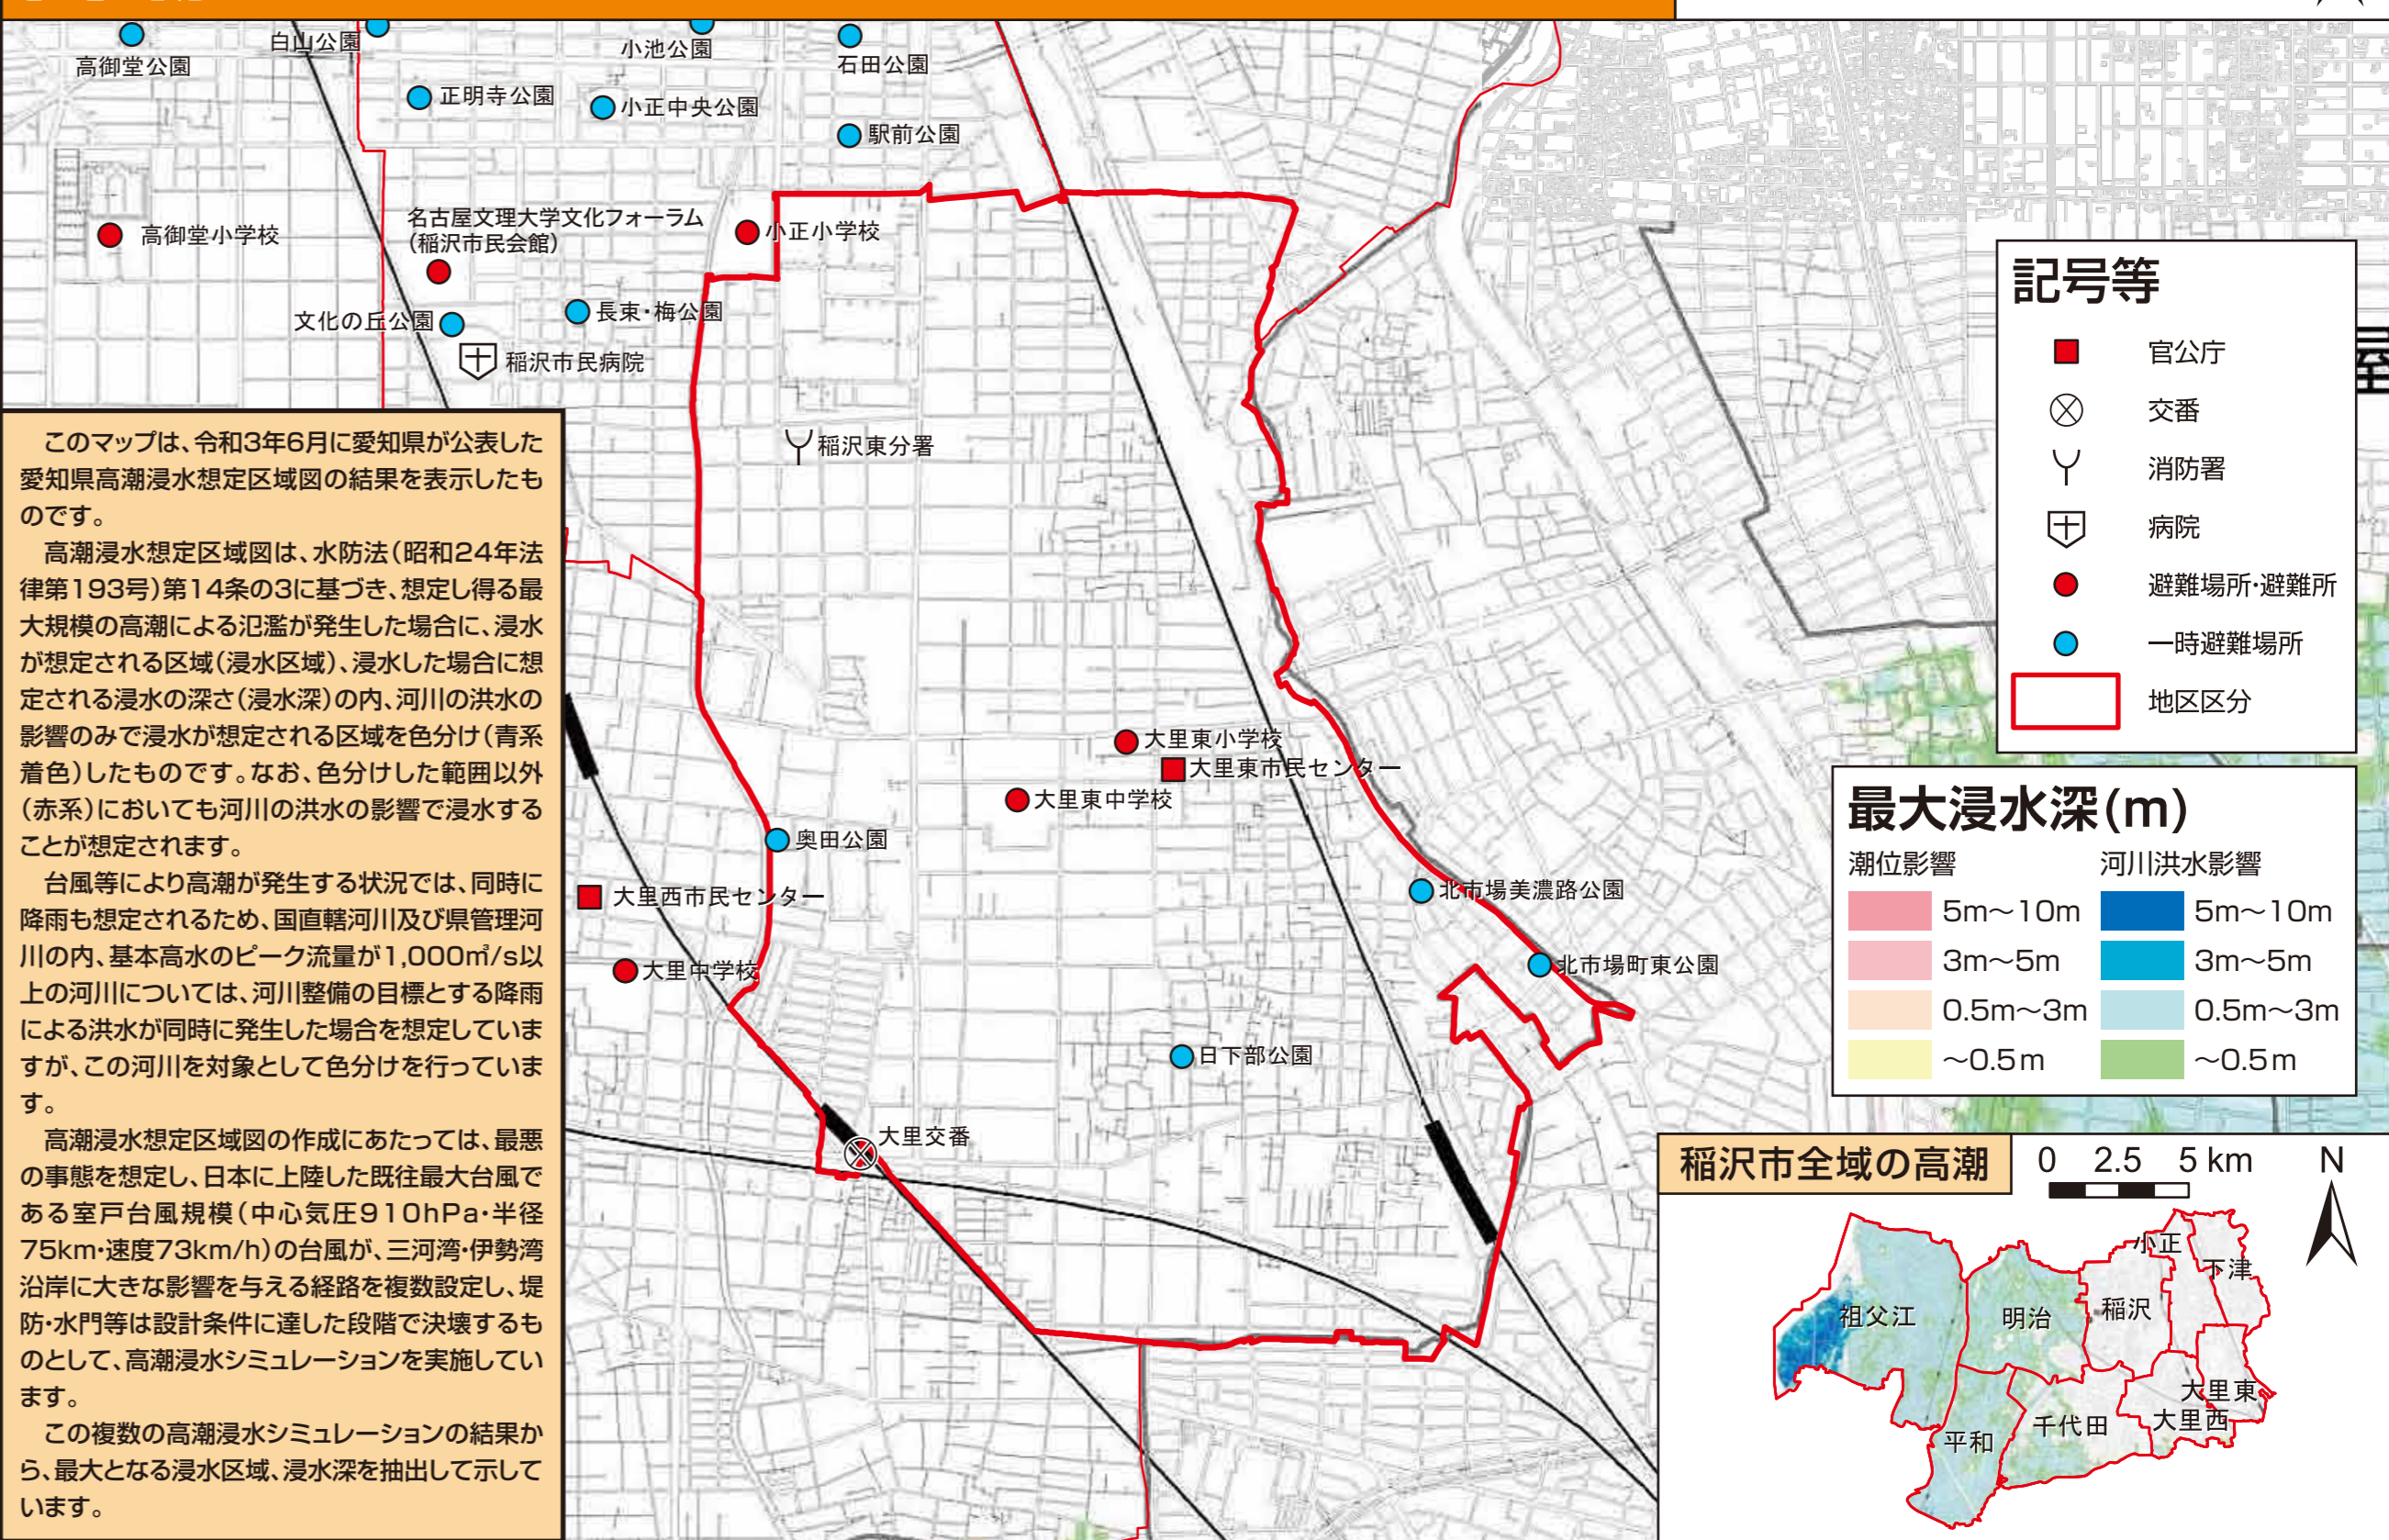 高御堂公園
白山公園
小池公園
石田公園
正明寺公園
小正中央公園
駅前公園
高御堂小学校
名古屋文理大学文化フォーラム
(稲沢市民会館)
小正小学校
文化の丘公園
長束・梅公園
稲沢市民病院
稲沢東分署
大里東小学校
大里東市民センター
大里東中学校
奥田公園
大里西市民センター
大里中学校
北市場美濃路公園
北市場町東公園
日下部公園
大里交番
このマップは、令和3年6月に愛知県が公表した
愛知県高潮浸水想定区域図の結果を表示したも
のです。
高潮浸水想定区域図は、水防法(昭和24年法
律第193号)第14条の3に基づき、想定し得る最
大規模の高潮による氾濫が発生した場合に、浸水
が想定される区域(浸水区域)、浸水した場合に想
定される浸水の深さ(浸水深)の内、河川の洪水の
影響のみで浸水が想定される区域を色分け(青系
着色)したものです。なお、色分けした範囲以外
(赤系)においても河川の洪水の影響で浸水する
ことが想定されます。
台風等により高潮が発生する状況では、同時に
降雨も想定されるため、国直轄河川及び県管理河
川の内、基本高水のピーク流量が1,000㎥/s以
上の河川については、河川整備の目標とする降雨
による洪水が同時に発生した場合を想定していま
すが、この河川を対象として色分けを行っていま
す。
高潮浸水想定区域図の作成にあたっては、最悪
の事態を想定し、日本に上陸した既往最大台風で
ある室戸台風規模(中心気圧910hPa・半径
75km・速度73km/h)の台風が、三河湾・伊勢湾
沿岸に大きな影響を与える経路を複数設定し、堤
防・水門等は設計条件に達した段階で決壊するも
のとして、高潮浸水シミュレーションを実施してい
ます。
この複数の高潮浸水シミュレーションの結果か
ら、最大となる浸水区域、浸水深を抽出して示して
います。
記号等
官公庁
交番
消防署
病院
避難場所・避難所
一時避難場所
地区区分
最大浸水深(m)
潮位影響 河川洪水影響
5m～10m 5m～10m
3m～5m 3m～5m
0.5m～3m 0.5m～3m
～0.5m ～0.5m
稲沢市全域の高潮
0 2.5 5 km
N
小正
下津
祖父江
明治
稲沢
大里東
大里西
千代田
平和